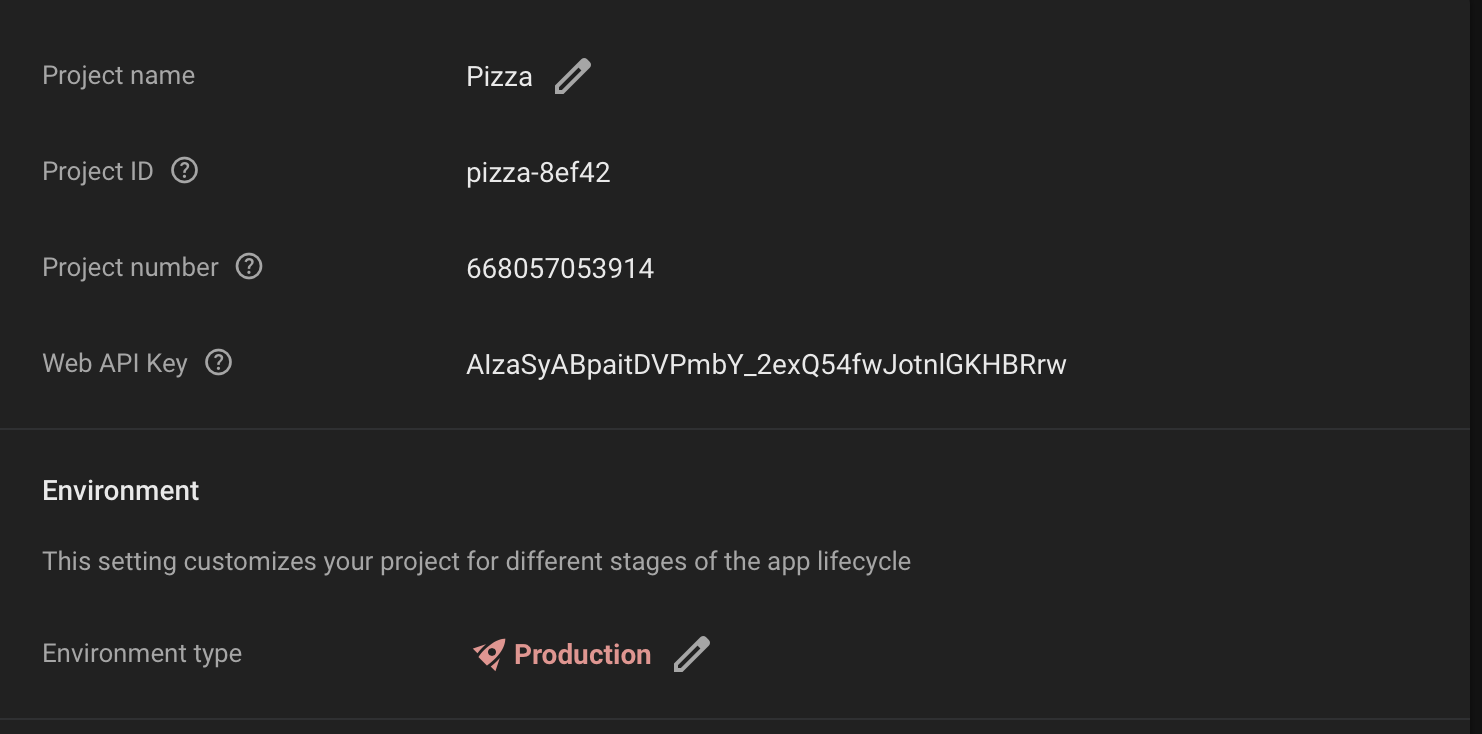 Project name
Pizza
Project ID
pizza-8ef42
Project number
668057053914
Web API Key
AIzaSyABpaitDVPmbY_2exQ54fwJotnlGKHBRrw
Environment
This setting customizes your project for different stages of the app lifecycle
Environment type
Production